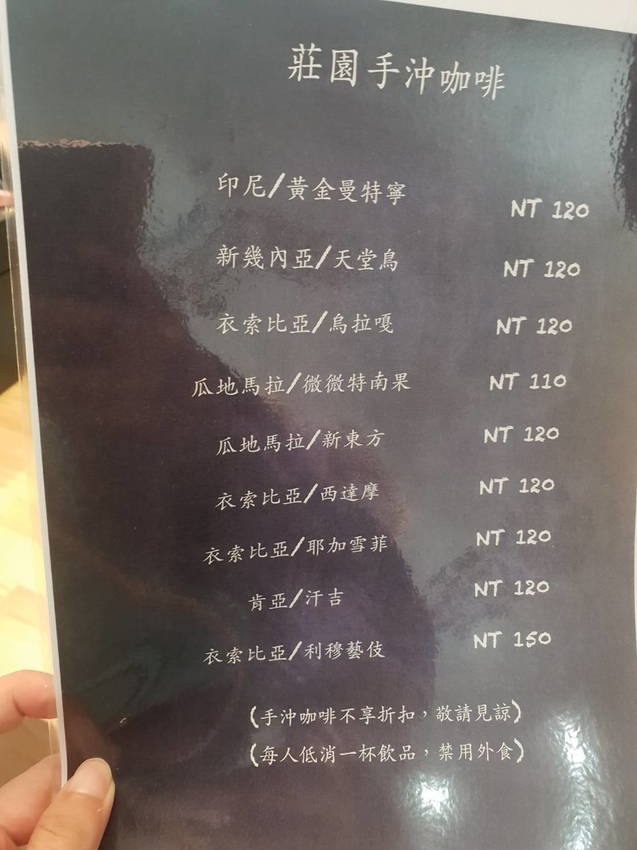 莊園手沖咖啡
印尼/黃金曼特寧 NT 120
新幾內亞/天堂鳥 NT 120
衣索比亞/烏拉嘎 NT 120
瓜地馬拉/微微特南果 NT 110
瓜地馬拉/新東方 NT 120
衣索比亞/西達摩 NT 120
衣索比亞/耶加雪菲 NT 120
肯亞/汗吉 NT 120
衣索比亞/利穆藝伎 NT 150
(手沖咖啡不享折扣，敬請見諒)
(每人低消一杯飲品，禁用外食)